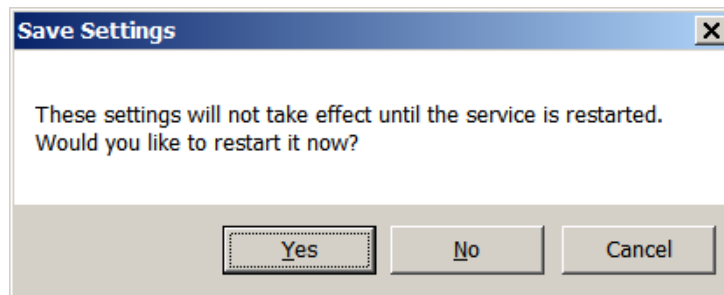 Save Settings
These settings will not take effect until the service is restarted.
Would you like to restart it now?
Yes No Cancel